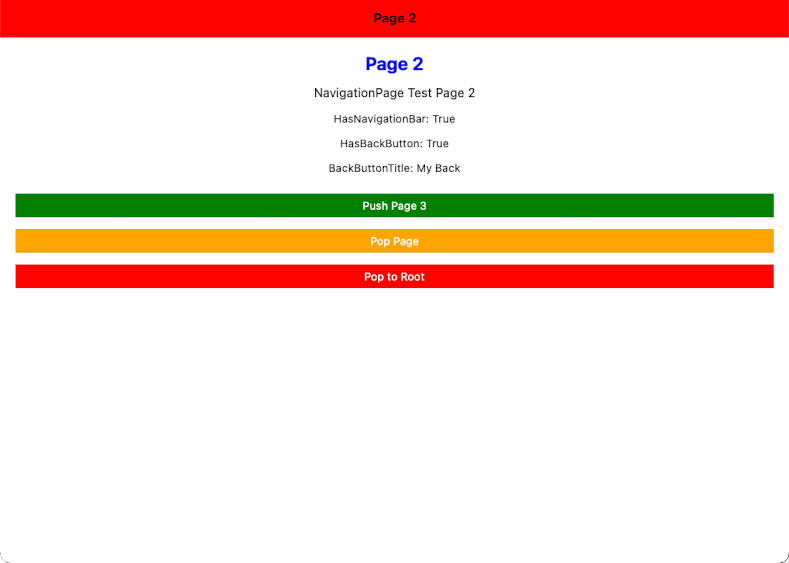 Page 2
Page 2
NavigationPage Test Page 2
HasNavigationBar: True
HasBackButton: True
BackButtonTitle: My Back
Push Page 3
Pop Page
Pop to Root